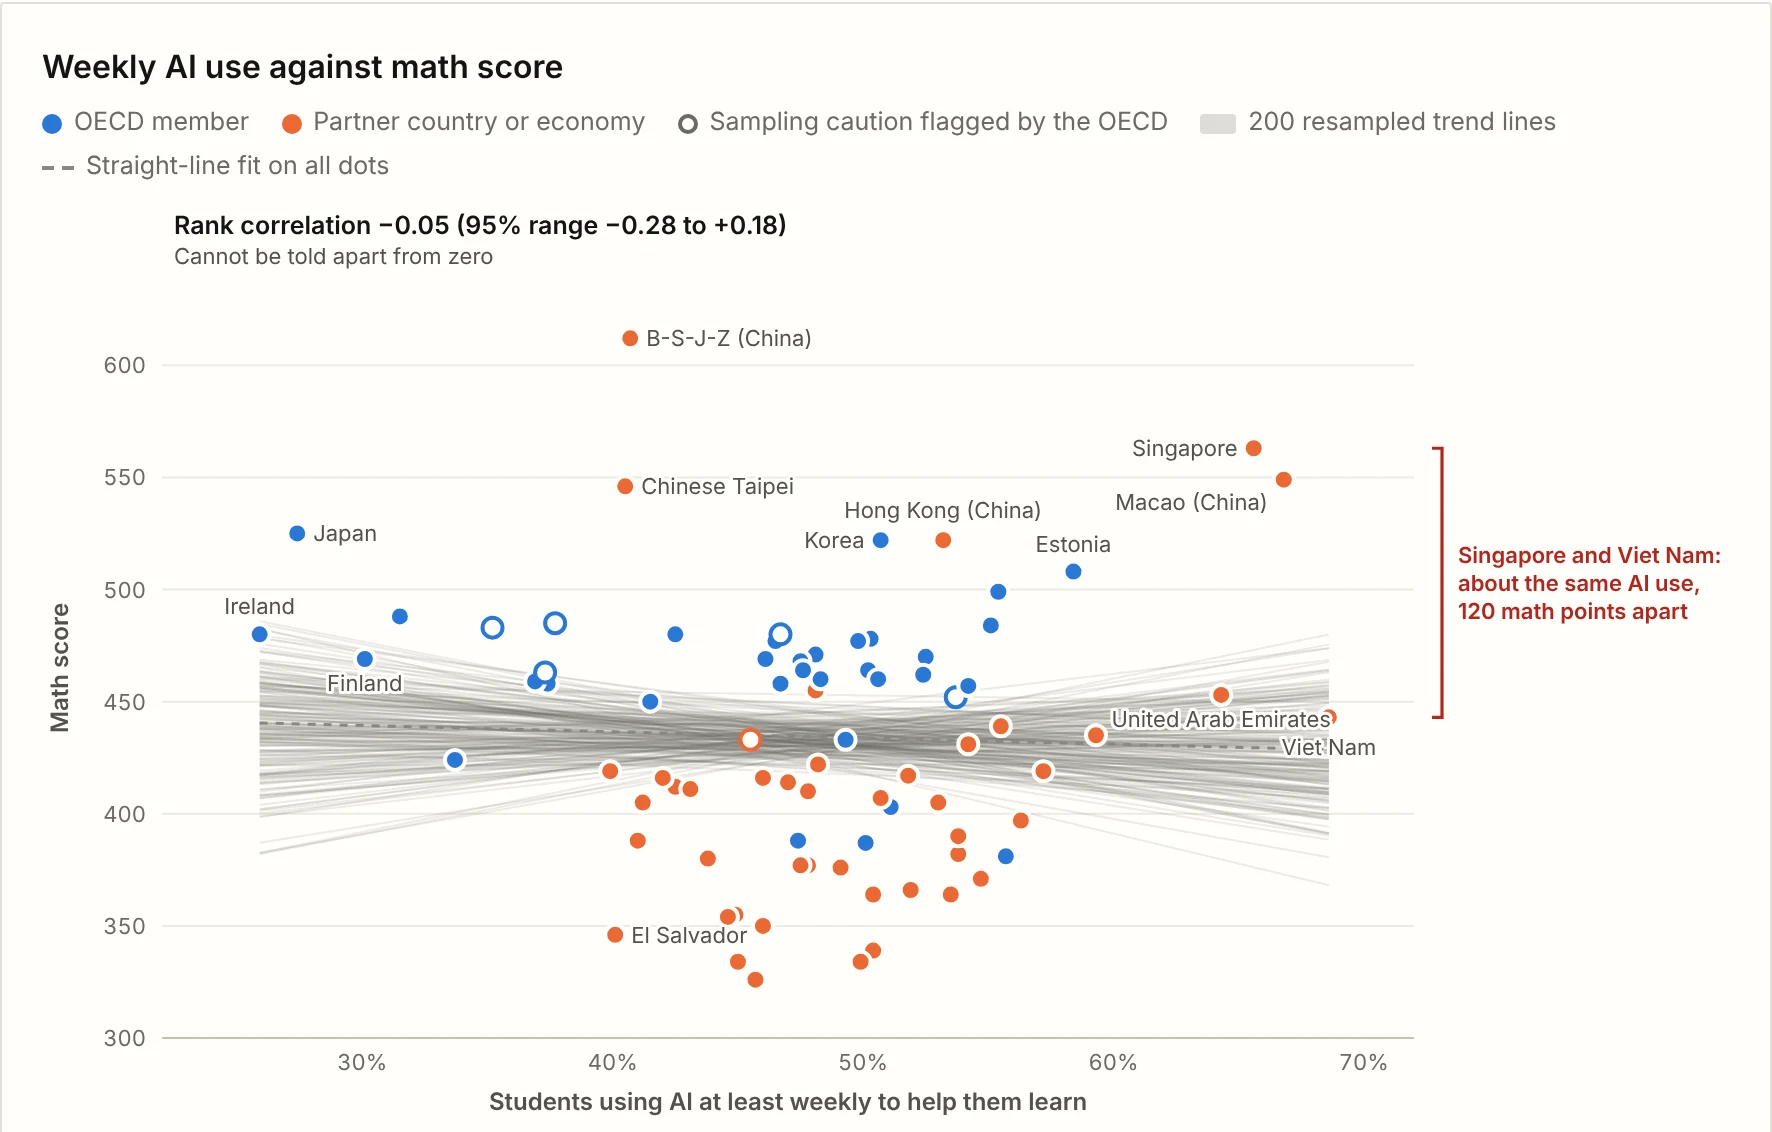 Weekly AI use against math score
OECD member
Partner country or economy
Sampling caution flagged by the OECD
200 resampled trend lines
Straight-line fit on all dots
Rank correlation −0.05 (95% range −0.28 to +0.18)
Cannot be told apart from zero
B-S-J-Z (China)
600
Singapore
550
Chinese Taipei
Macao (China)
Hong Kong (China)
Japan
Korea
Estonia
Singapore and Viet Nam:
about the same AI use,
120 math points apart
500
Ireland
Math score
Finland
450
United Arab Emirates
Viet Nam
400
350
El Salvador
300
30%
40%
50%
60%
70%
Students using AI at least weekly to help them learn